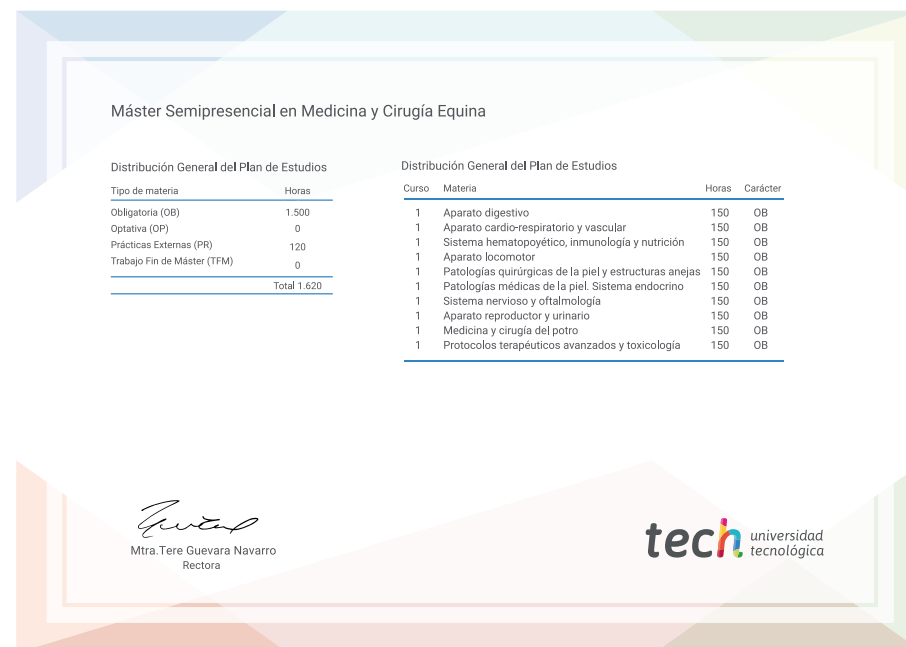 Máster Semipresencial en Medicina y Cirugía Equina
Distribución General del Plan de Estudios
Tipo de materia Horas
Obligatoria (OB) 1.500
Optativa (OP) 0
Prácticas Externas (PR) 120
Trabajo Fin de Máster (TFM) 0
Total 1.620
Distribución General del Plan de Estudios
Curso Materia Horas Carácter
1 Aparato digestivo 150 OB
1 Aparato cardio-respiratorio y vascular 150 OB
1 Sistema hematopoyético, inmunología y nutrición 150 OB
1 Aparato locomotor 150 OB
1 Patologías quirúrgicas de la piel y estructuras anejas 150 OB
1 Patologías médicas de la piel. Sistema endocrino 150 OB
1 Sistema nervioso y oftalmología 150 OB
1 Aparato reproductor y urinario 150 OB
1 Medicina y cirugía del potro 150 OB
1 Protocolos terapéuticos avanzados y toxicología 150 OB
Mtra.Tere Guevara Navarro
Rectora
tech universidad
tecnológica